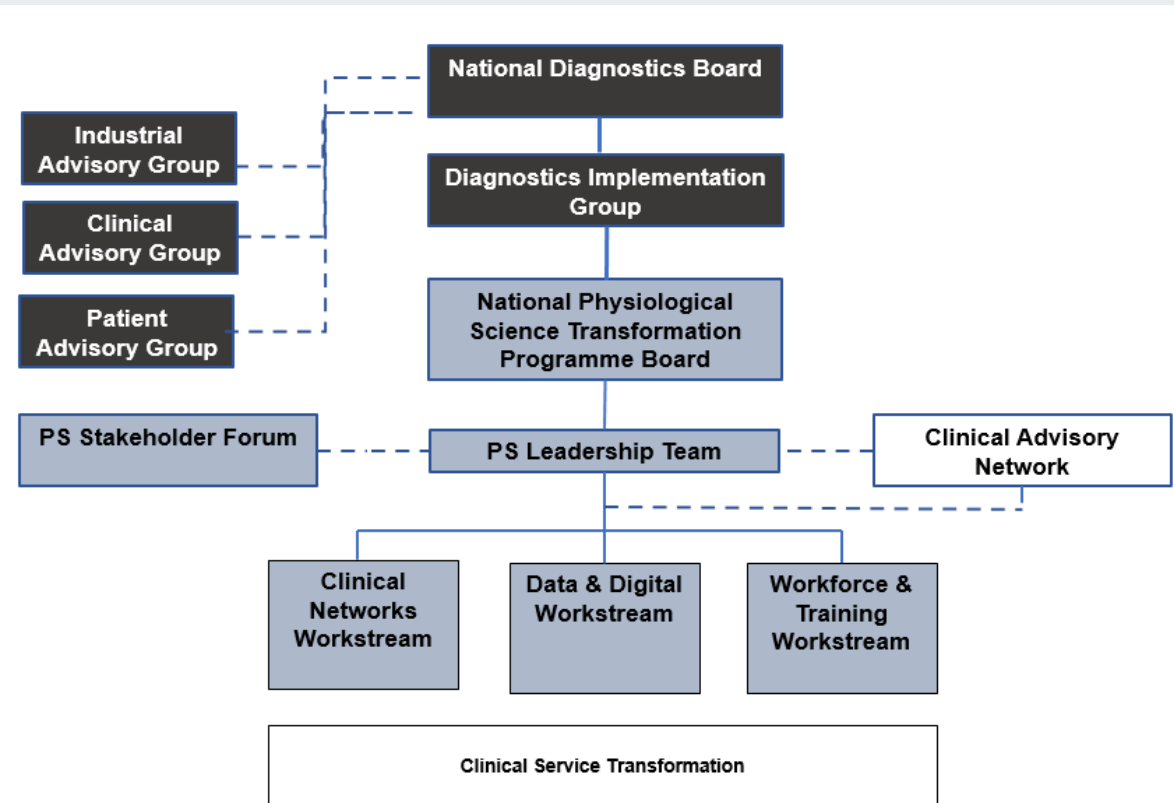 National Diagnostics Board
Industrial
Advisory Group
Diagnostics Implementation
Group
Clinical
Advisory Group
National Physiological
Science Transformation
Programme Board
Patient
Advisory Group
PS Stakeholder Forum
PS Leadership Team
Clinical Advisory
Network
Clinical
Networks
Workstream
Data & Digital
Workstream
Workforce &
Training
Workstream
Clinical Service Transformation